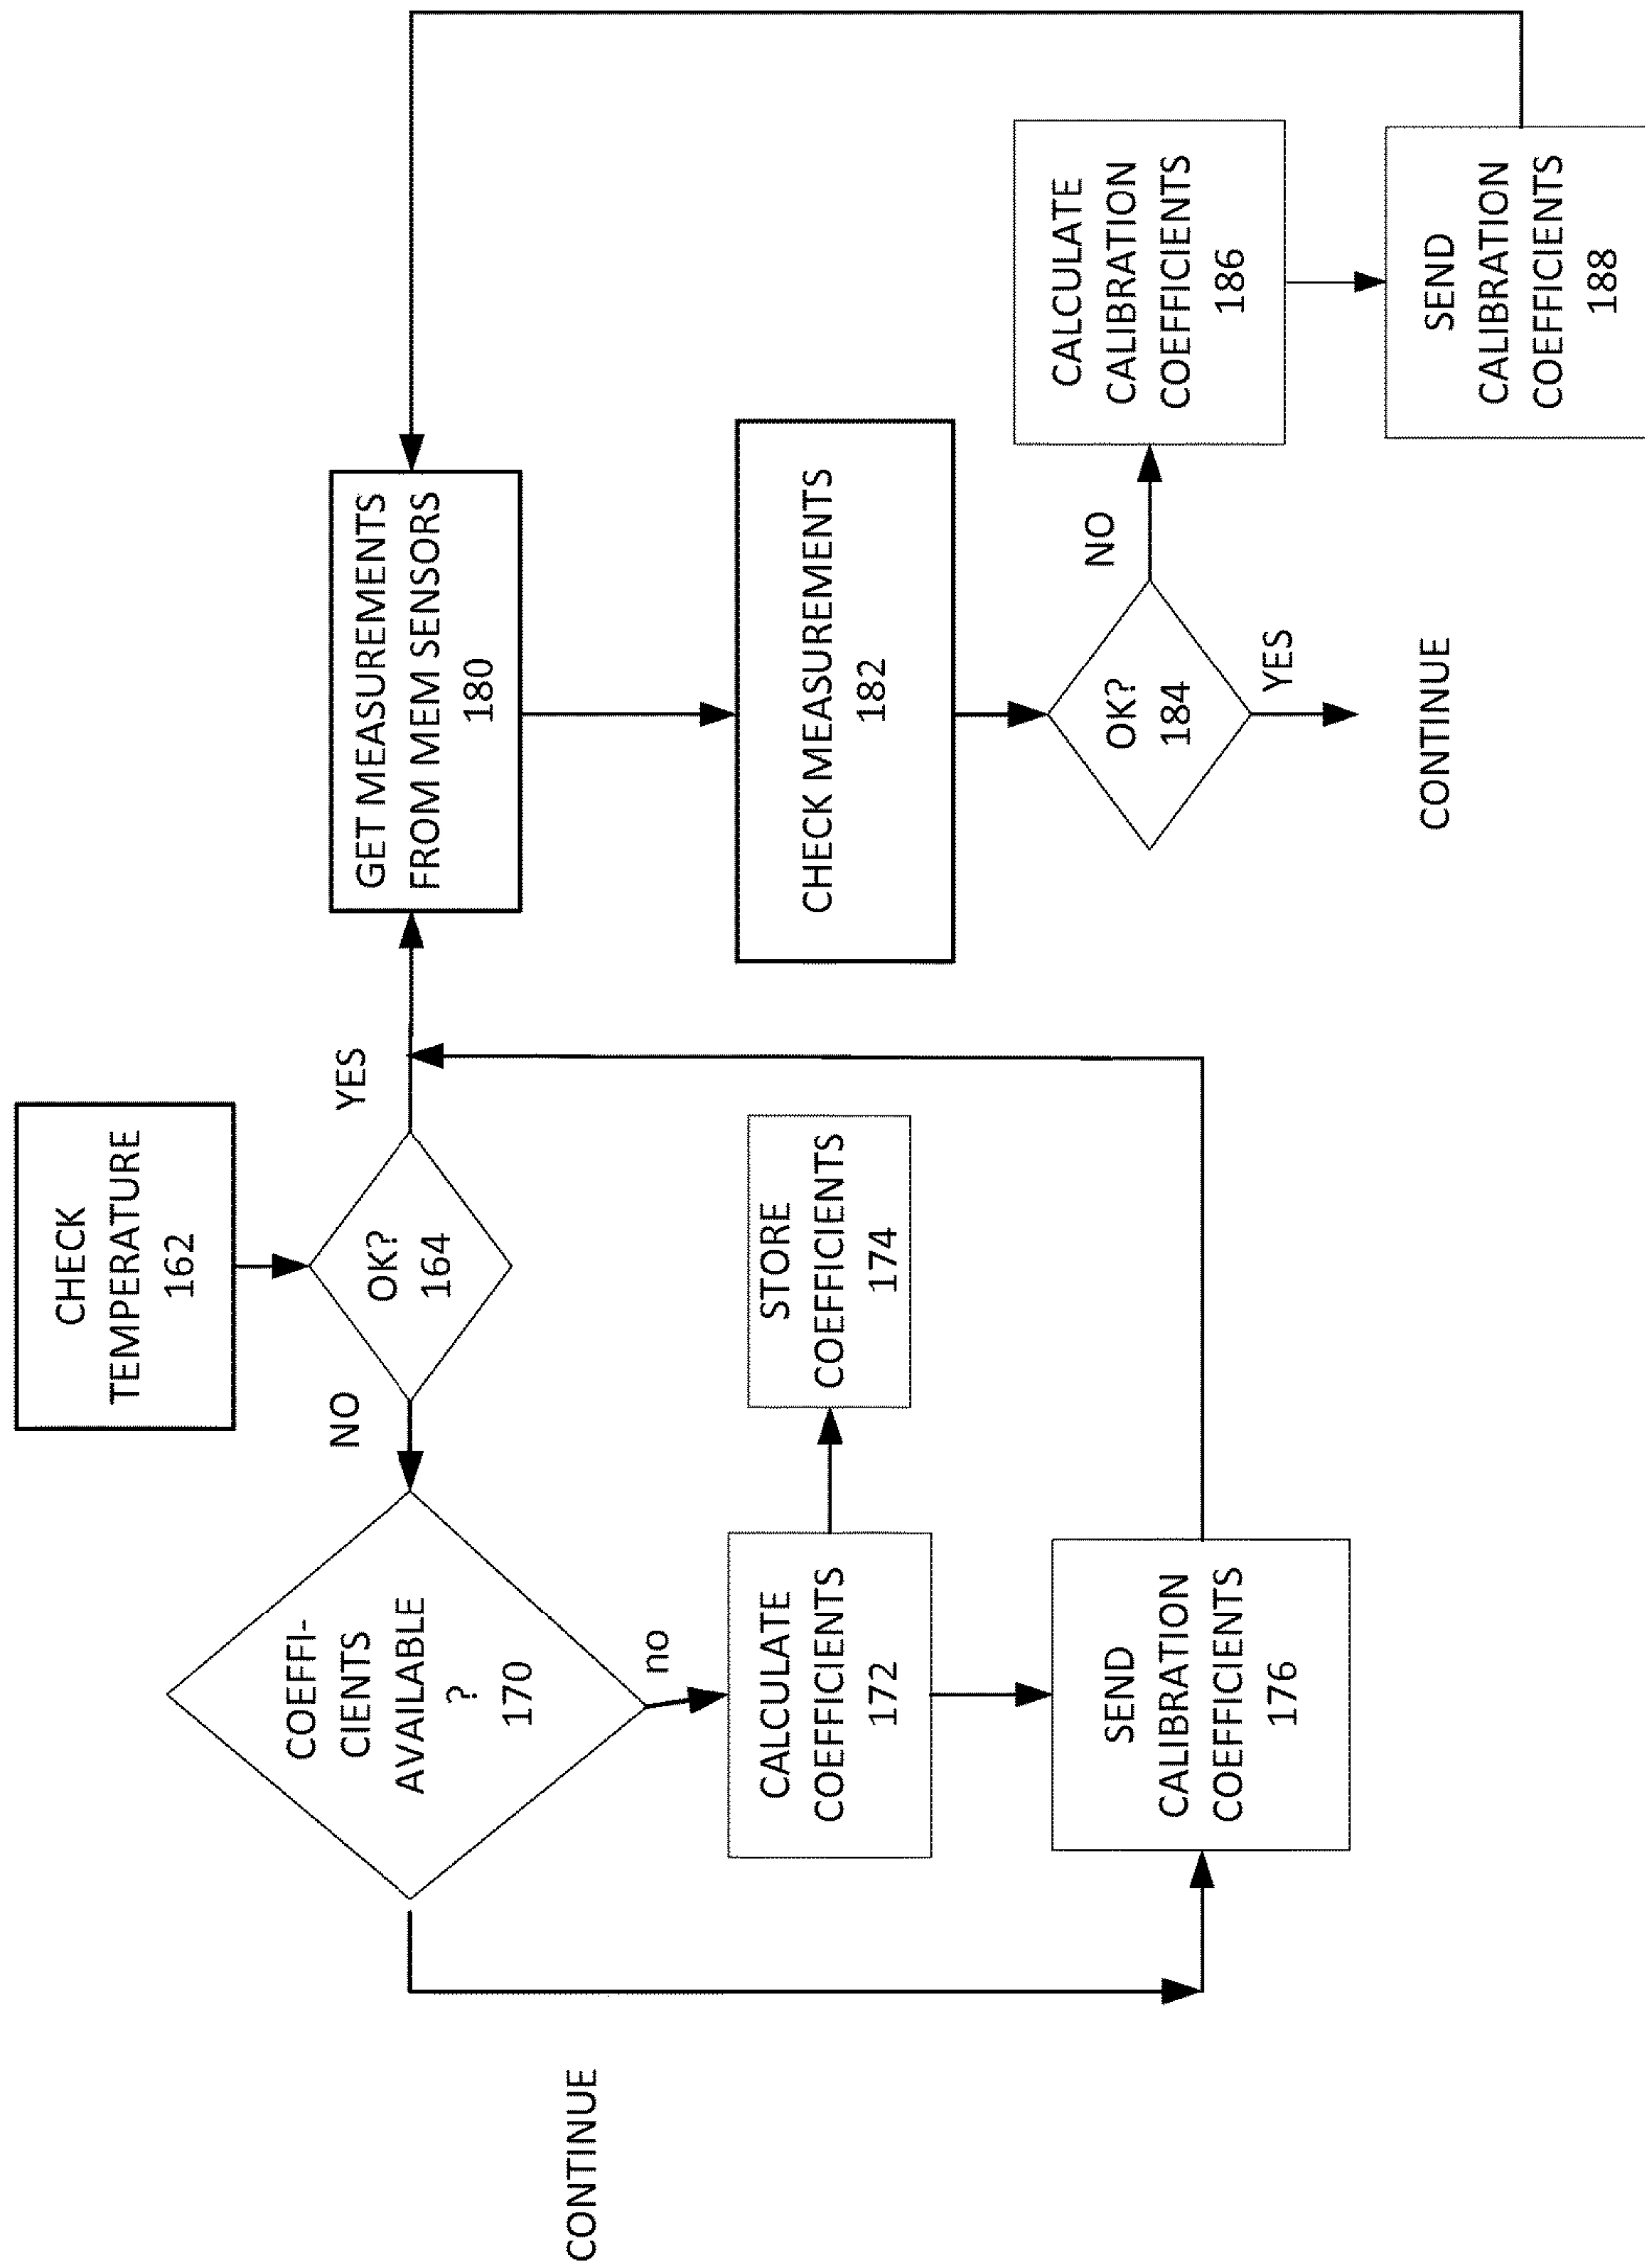 CHECK
TEMPERATURE
162
OK?
164
NO
YES
COEFFI-
CIENTS
AVAILABLE
?
170
no
CALCULATE
COEFFICIENTS
172
STORE
COEFFICIENTS
174
SEND
CALIBRATION
COEFFICIENTS
176
CONTINUE
GET MEASUREMENTS
FROM MEM SENSORS
180
CHECK MEASUREMENTS
182
OK?
184
NO
YES
CONTINUE
CALCULATE
CALIBRATION
COEFFICIENTS
186
SEND
CALIBRATION
COEFFICIENTS
188